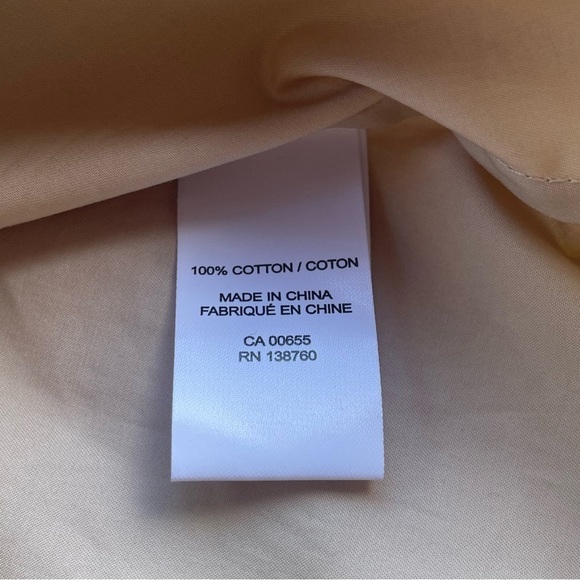 100% COTTON / COTON
MADE IN CHINA
FABRIQUÉ EN CHINE
CA 00655
RN 138760